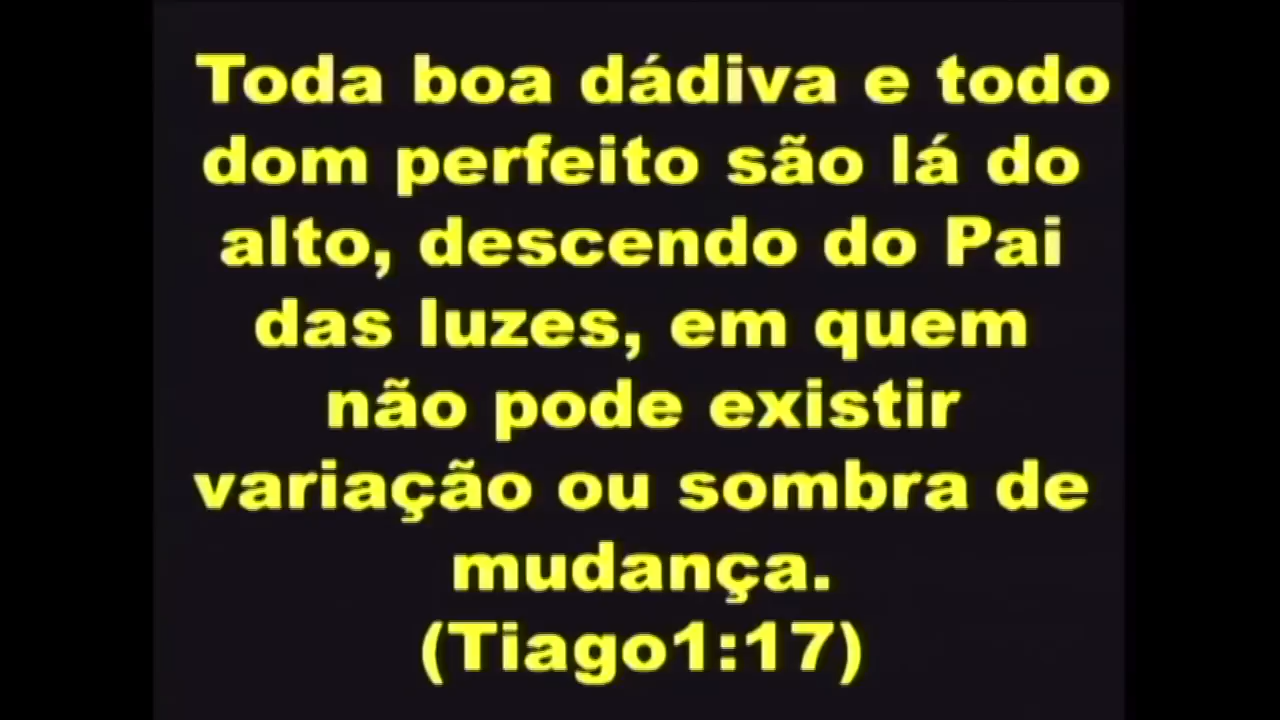 Toda boa dádiva e todo
dom perfeito são lá do
alto, descendo do Pai
das luzes, em quem
não pode existir
variação ou sombra de
mudança.
(Tiago1:17)